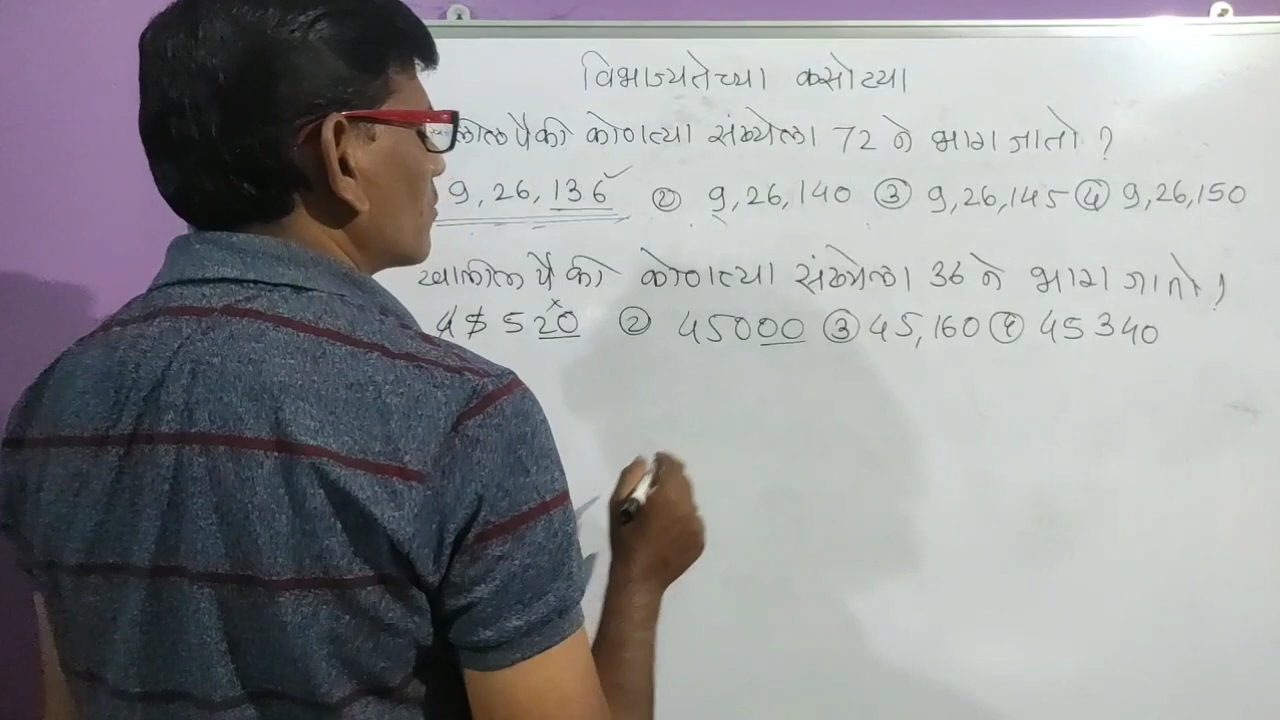 विभाज्यतेच्या कसोट्या
पैकी कोणत्या संख्येला 72 ने भाग जातो ?
9,26,136 ✓ ② 9,26,140 ③ 9,26,145 ④ 9,26,150
खालील पैकी कोणत्या संख्येला 36 ने भाग जातो ?
45520 × ② 45000 ③ 45,160 ④ 45340